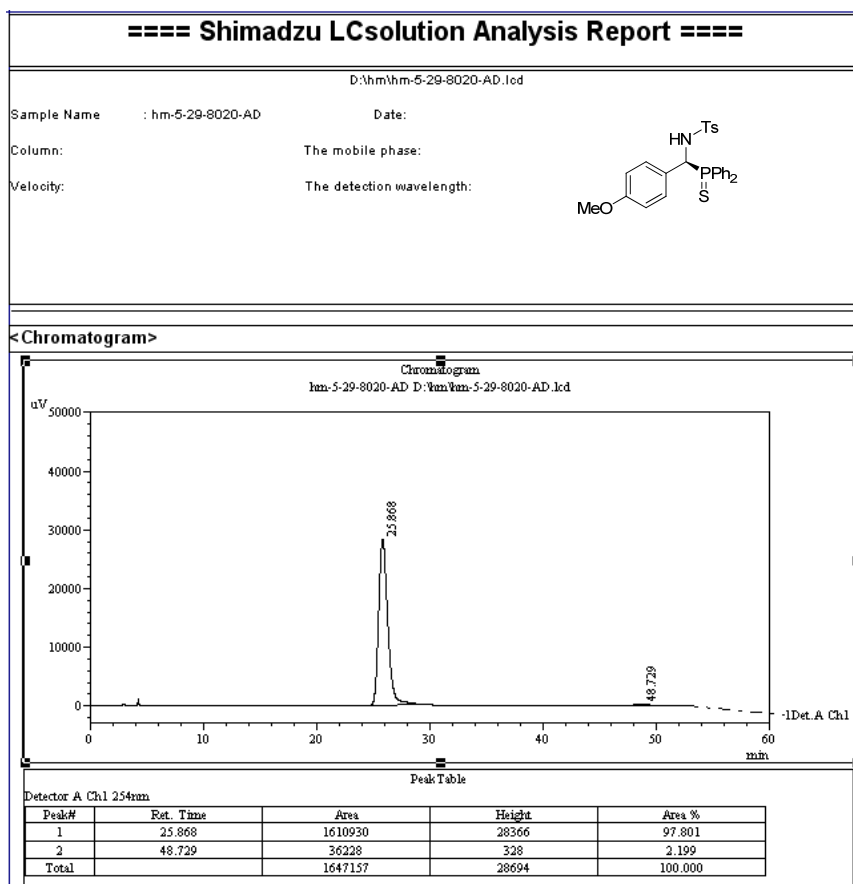 ==== Shimadzu LCsolution Analysis Report ====
D:\hm\hm-5-29-8020-AD.lcd
Sample Name : hm-5-29-8020-AD Date:
Column: The mobile phase:
Velocity: The detection wavelength:
HN Ts
PPh2
S
MeO
<Chromatogram>
Chromatogram
hm-5-29-8020-AD D:\hm\hm-5-29-8020-AD.lcd
uV
50000
40000
30000
20000
10000
0
25.868
48.729
-1Det.A Ch1
0 10 20 30 40 50 60
min
PeakTable
Detector A Ch1 254nm
Peak# Ret. Time Area Height Area %
1 25.868 1610930 28366 97.801
2 48.729 36228 328 2.199
Total 1647157 28694 100.000